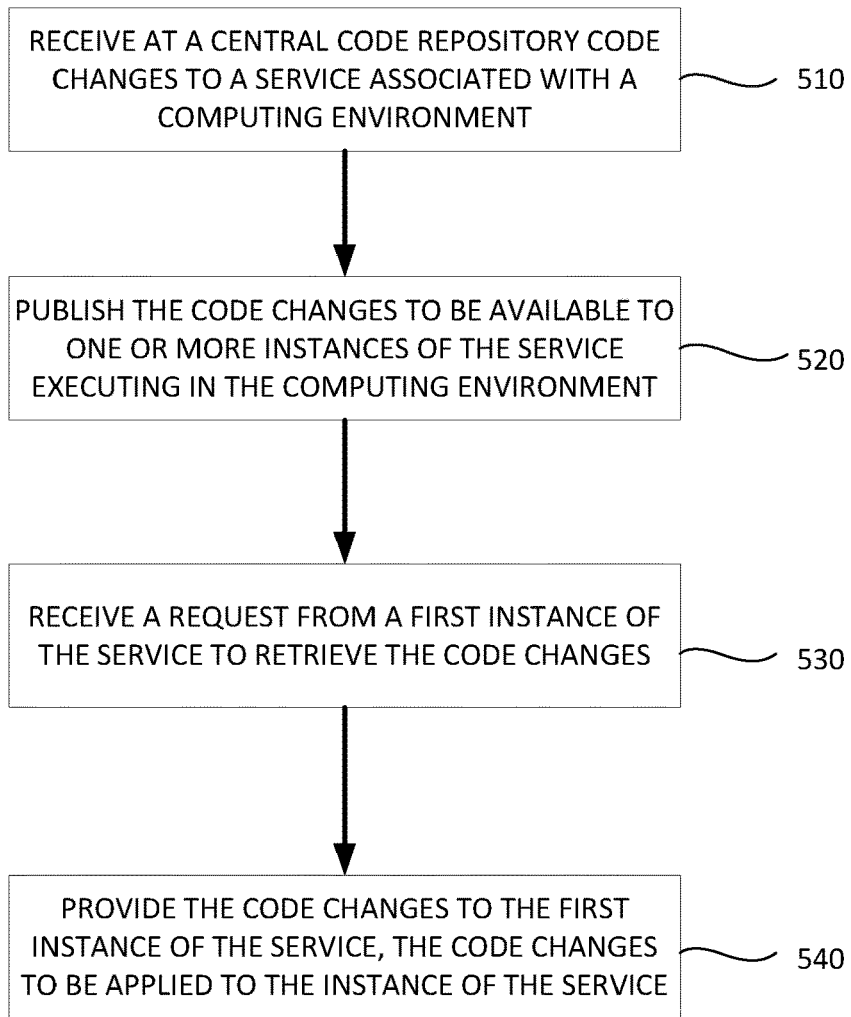 RECEIVE AT A CENTRAL CODE REPOSITORY CODE
CHANGES TO A SERVICE ASSOCIATED WITH A
COMPUTING ENVIRONMENT
510
PUBLISH THE CODE CHANGES TO BE AVAILABLE TO
ONE OR MORE INSTANCES OF THE SERVICE
EXECUTING IN THE COMPUTING ENVIRONMENT
520
RECEIVE A REQUEST FROM A FIRST INSTANCE OF
THE SERVICE TO RETRIEVE THE CODE CHANGES
530
PROVIDE THE CODE CHANGES TO THE FIRST
INSTANCE OF THE SERVICE, THE CODE CHANGES
TO BE APPLIED TO THE INSTANCE OF THE SERVICE
540